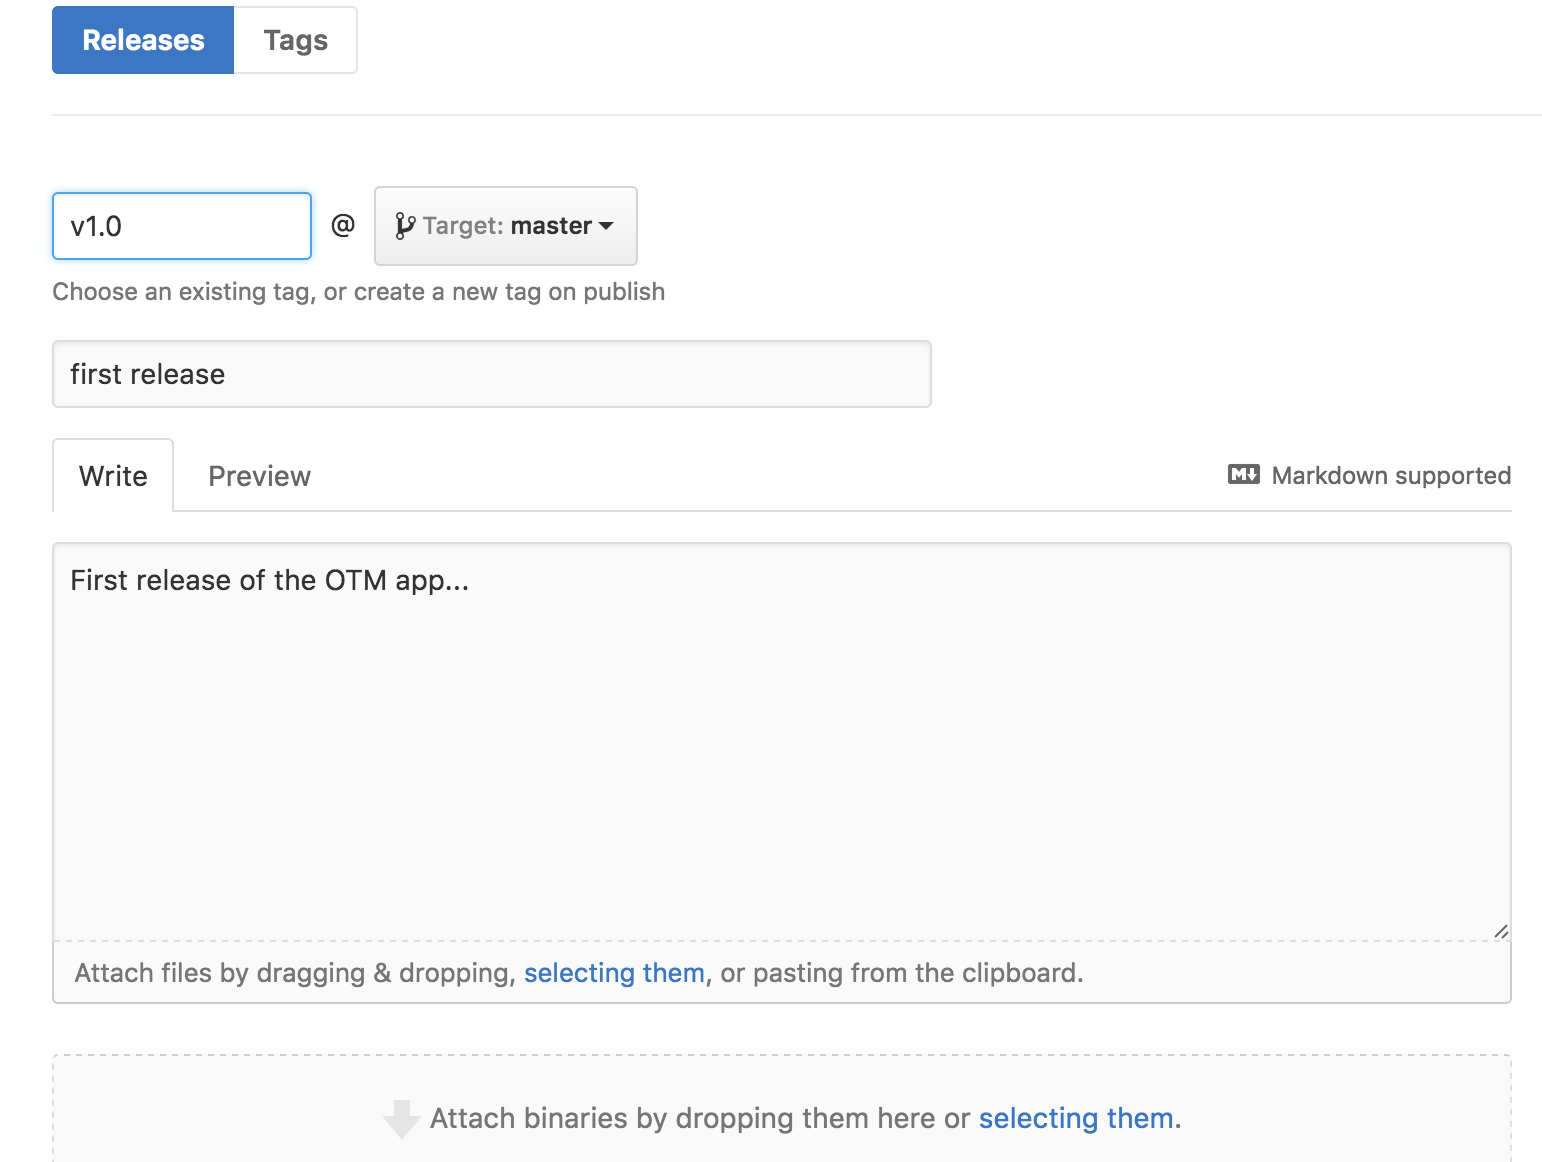 Releases Tags
v1.0 @ Target: master
Choose an existing tag, or create a new tag on publish
first release
Write Preview M Markdown supported
First release of the OTM app...
Attach files by dragging & dropping, selecting them, or pasting from the clipboard.
Attach binaries by dropping them here or selecting them.